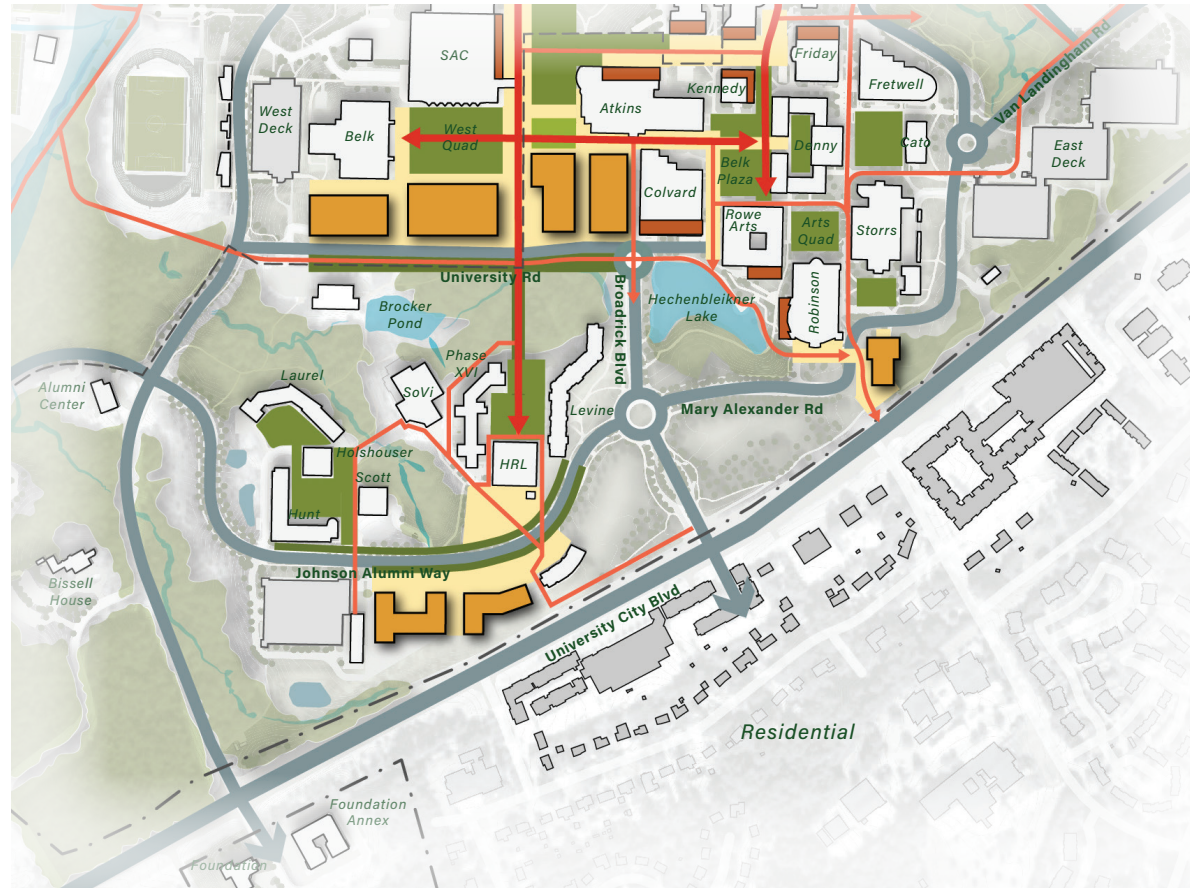 SAC
Friday
Kennedy
Fretwell
Van Landingham Rd
West
Deck
Atkins
Belk
West
Quad
Denny
Cato
East
Deck
Belk
Plaza
Colvard
Rowe
Arts
Arts
Quad
Storrs
University Rd
Broadrick Blvd
Hechenbleikner
Lake
Robinson
Brocker
Pond
Phase
XVI
Laurel
SoVi
Alumni
Center
Levine
Mary Alexander Rd
Holshouser
HRL
Scott
Hunt
Johnson Alumni Way
Bissell
House
University City Blvd
Residential
Foundation
Annex
Foundation